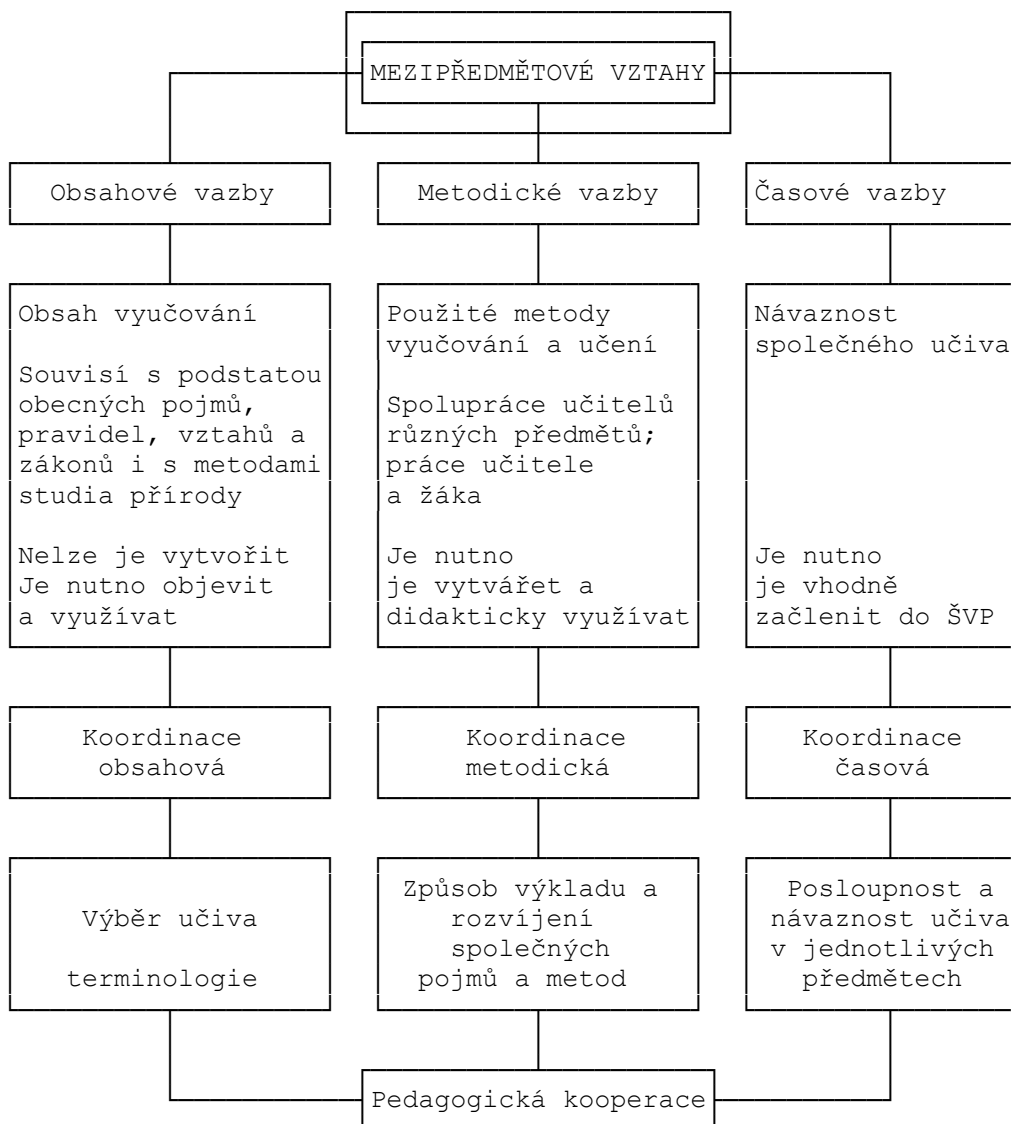 MEZIPŘEDMĚTOVÉ VZTAHY
Obsahové vazby
Metodické vazby
Časové vazby
Obsah vyučování
Souvisí s podstatou
obecných pojmů,
pravidel, vztahů a
zákonů i s metodami
studia přírody
Nelze je vytvořit
Je nutno objevit
a využívat
Použité metody
vyučování a učení
Spolupráce učitelů
různých předmětů;
práce učitele
a žáka
Je nutno
je vytvářet a
didakticky využívat
Návaznost
společného učiva
Je nutno
je vhodně
začlenit do ŠVP
Koordinace
obsahová
Koordinace
metodická
Koordinace
časová
Výběr učiva
terminologie
Způsob výkladu a
rozvíjení
společných
pojmů a metod
Posloupnost a
návaznost učiva
v jednotlivých
předmětech
Pedagogická kooperace